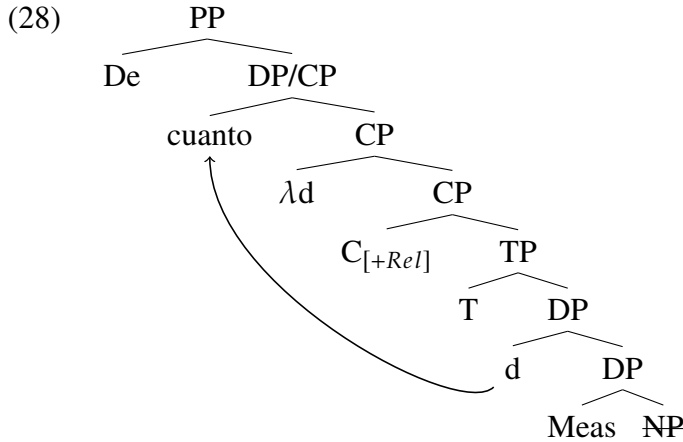 (28) PP
De DP/CP
cuanto CP
λd CP
C[+Rel] TP
T DP
d DP
Meas NP